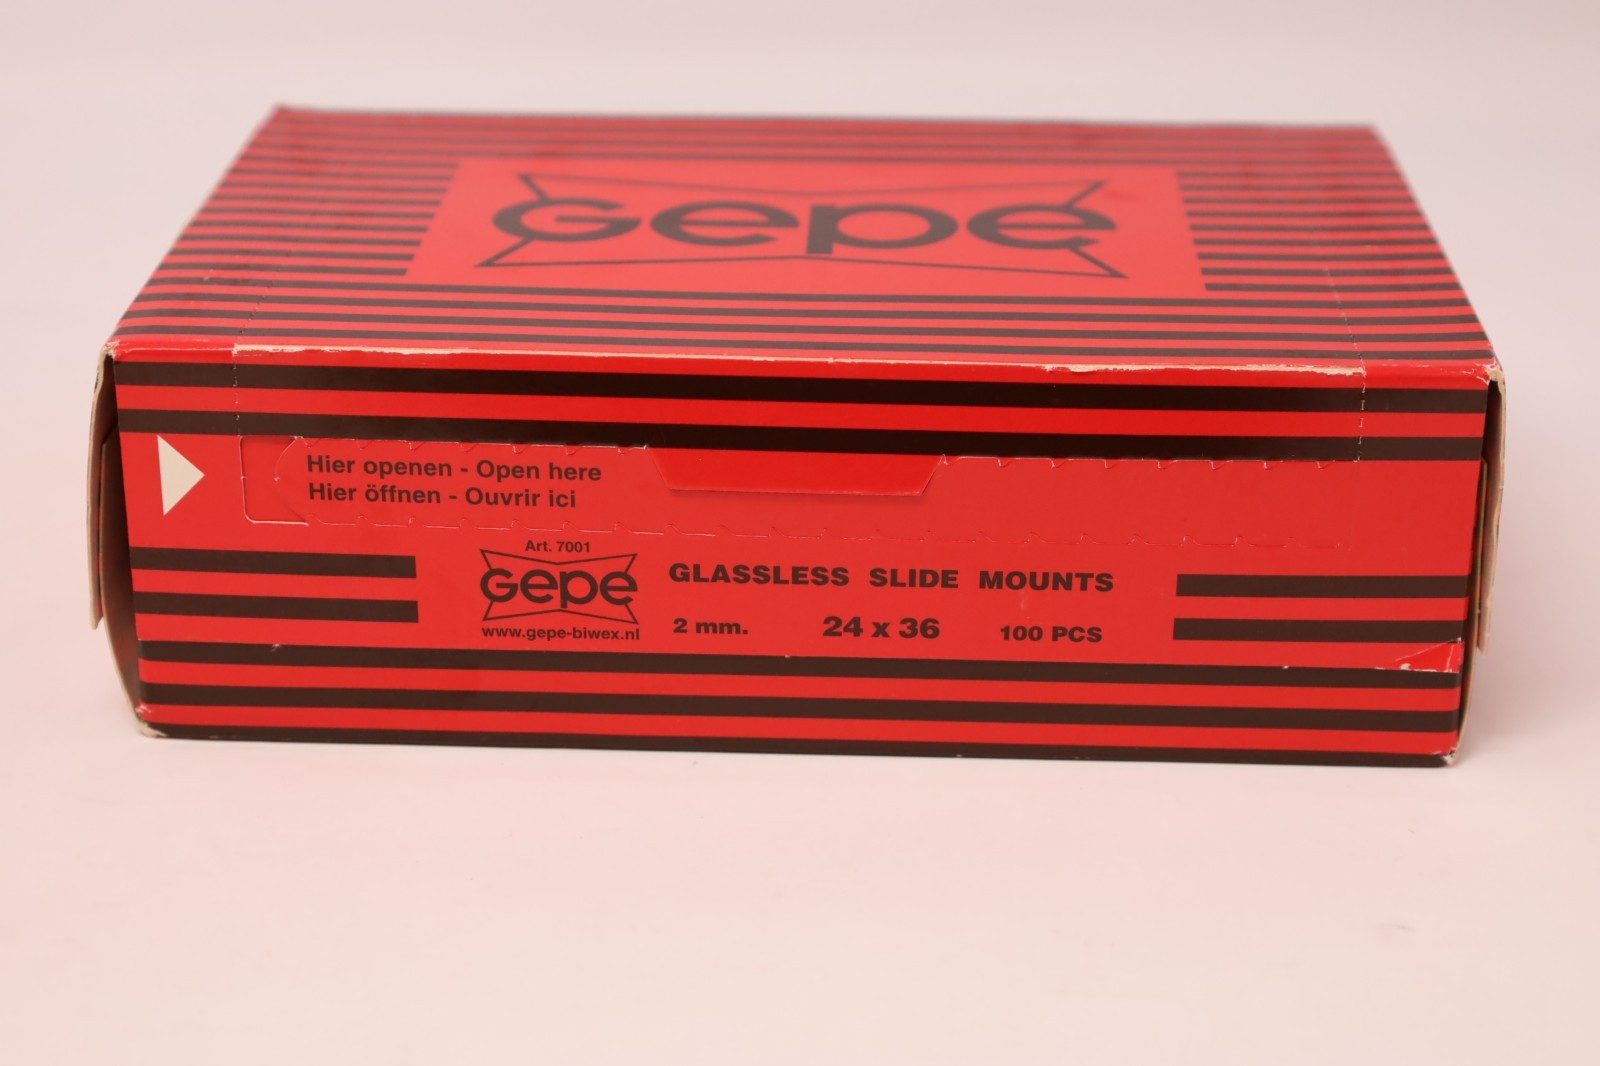 Gepe
Hier openen - Open here
Hier öffnen - Ouvrir ici
Art. 7001
Gepe
www.gepe-biwex.nl
GLASSLESS SLIDE MOUNTS
2 mm. 24 x 36 100 PCS